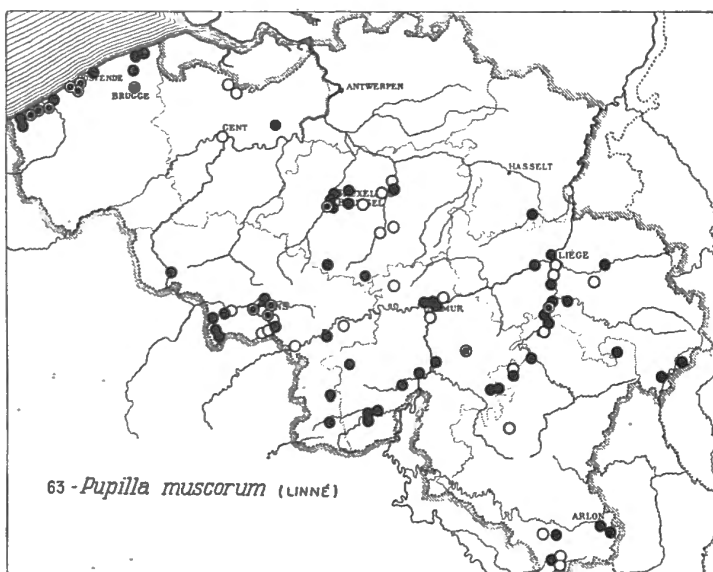 ANTWERPEN
BRUGGE
GENT
HASSELT
LIÈGE
ARLON
63 - Pupilla muscorum (LINNÉ)